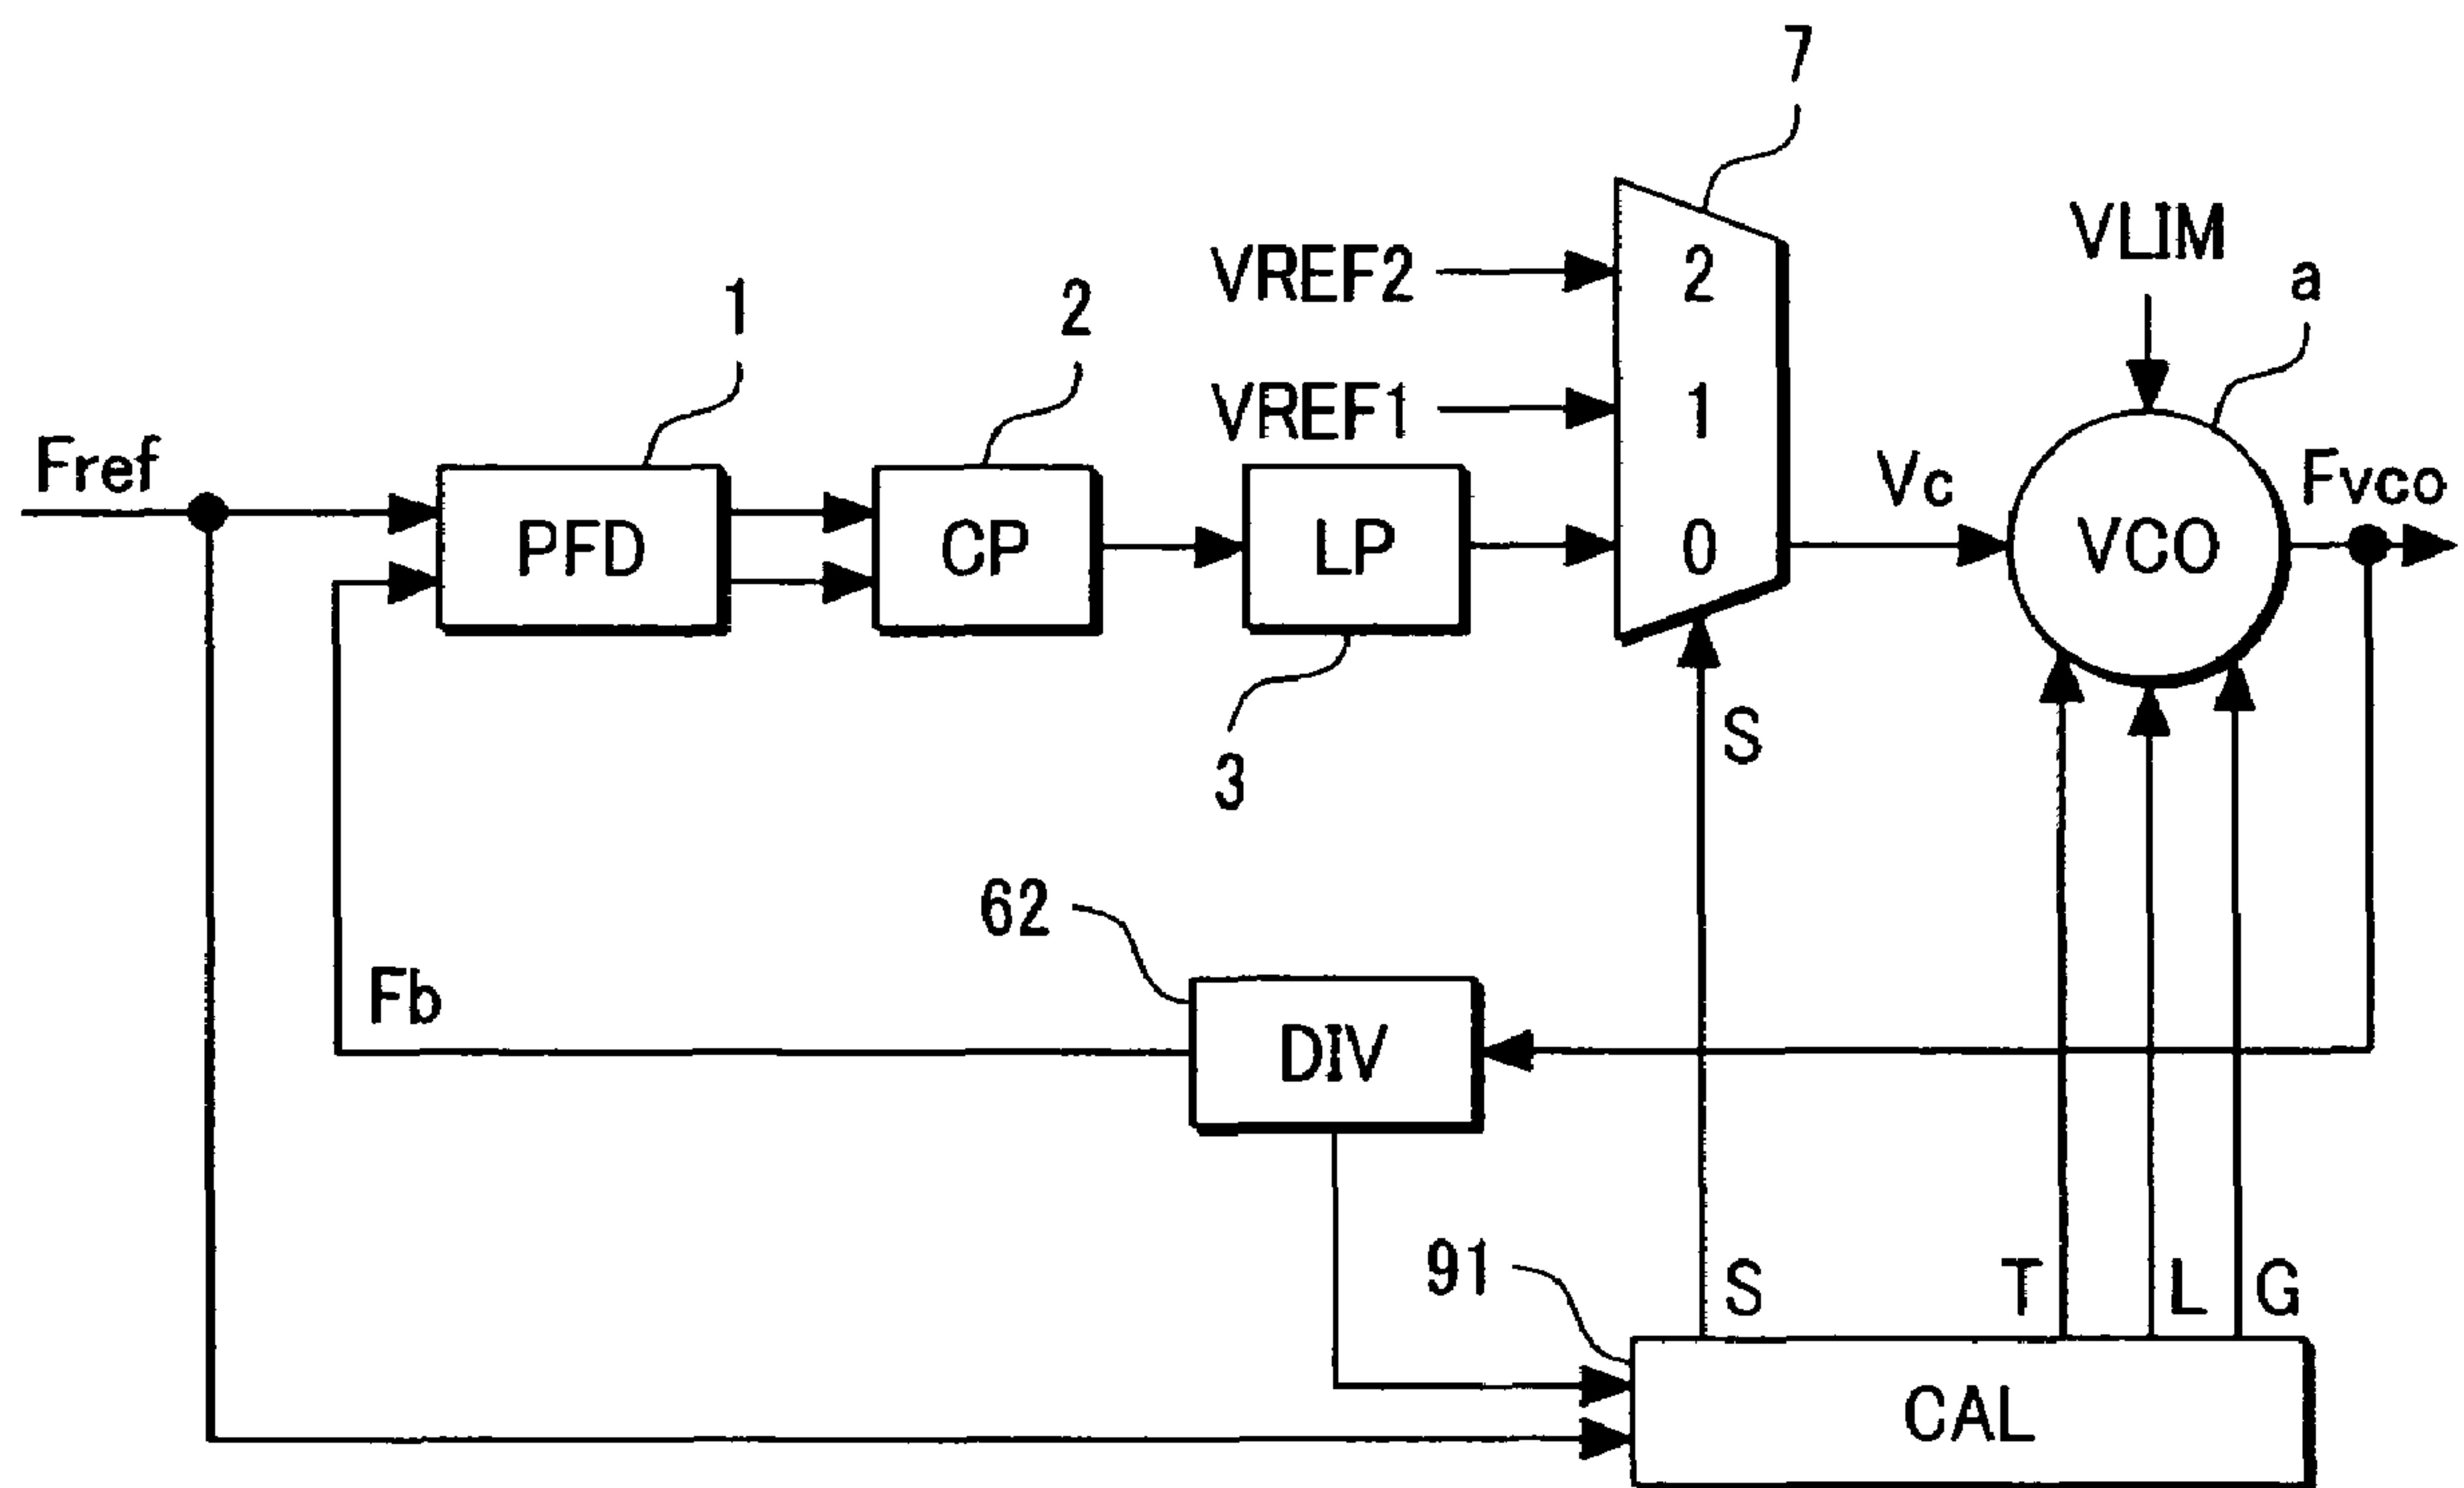 7
VLIM
a
VREF2
2
1
2
VREF1
1
Fref
Vc
Fvco
PFD
CP
LP
0
VCO
S
3
62
Fb
DIV
91
S
T
L
G
CAL